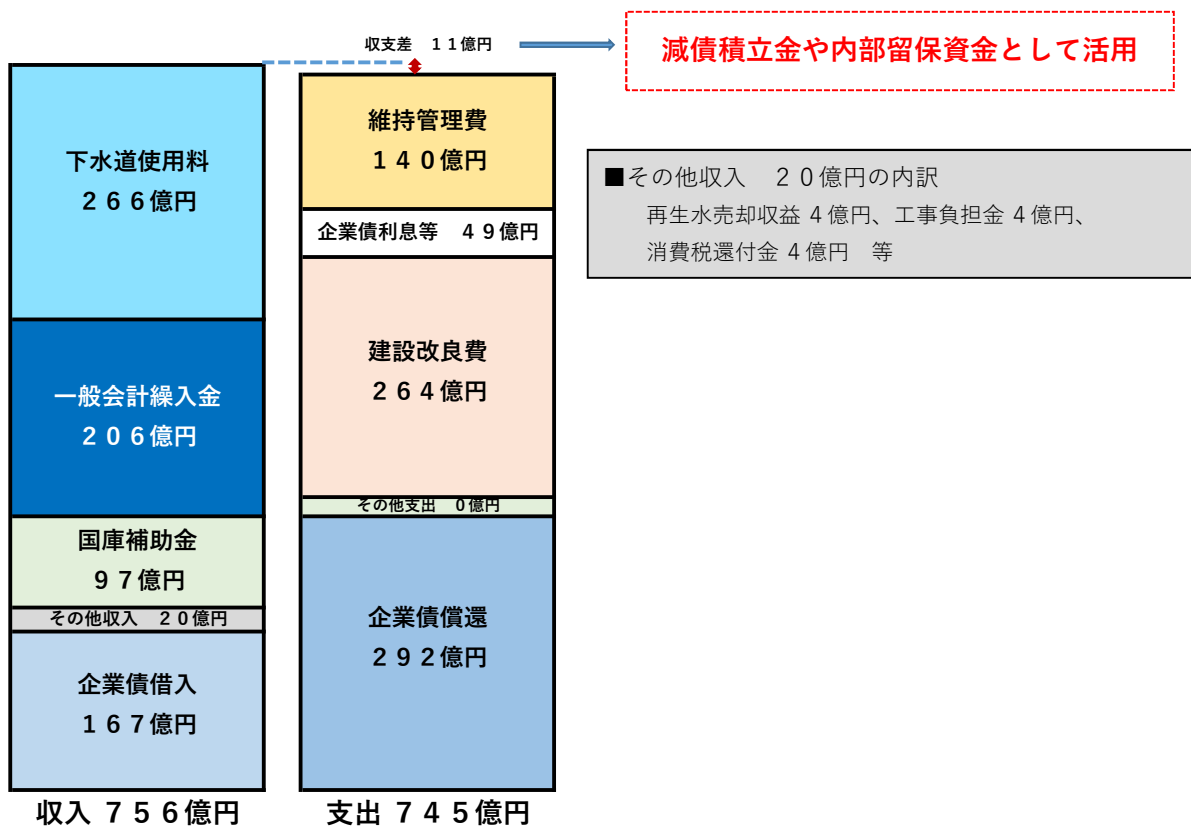 収支差 １１億円
減債積立金や内部留保資金として活用
下水道使用料
２６６億円
一般会計繰入金
２０６億円
国庫補助金
９７億円
その他収入 ２０億円
企業債借入
１６７億円
収入 ７５６億円
維持管理費
１４０億円
企業債利息等 ４９億円
建設改良費
２６４億円
その他支出 ０億円
企業債償還
２９２億円
支出 ７４５億円
■その他収入 ２０億円の内訳
再生水売却収益 4 億円、工事負担金 4 億円、
消費税還付金 4 億円 等